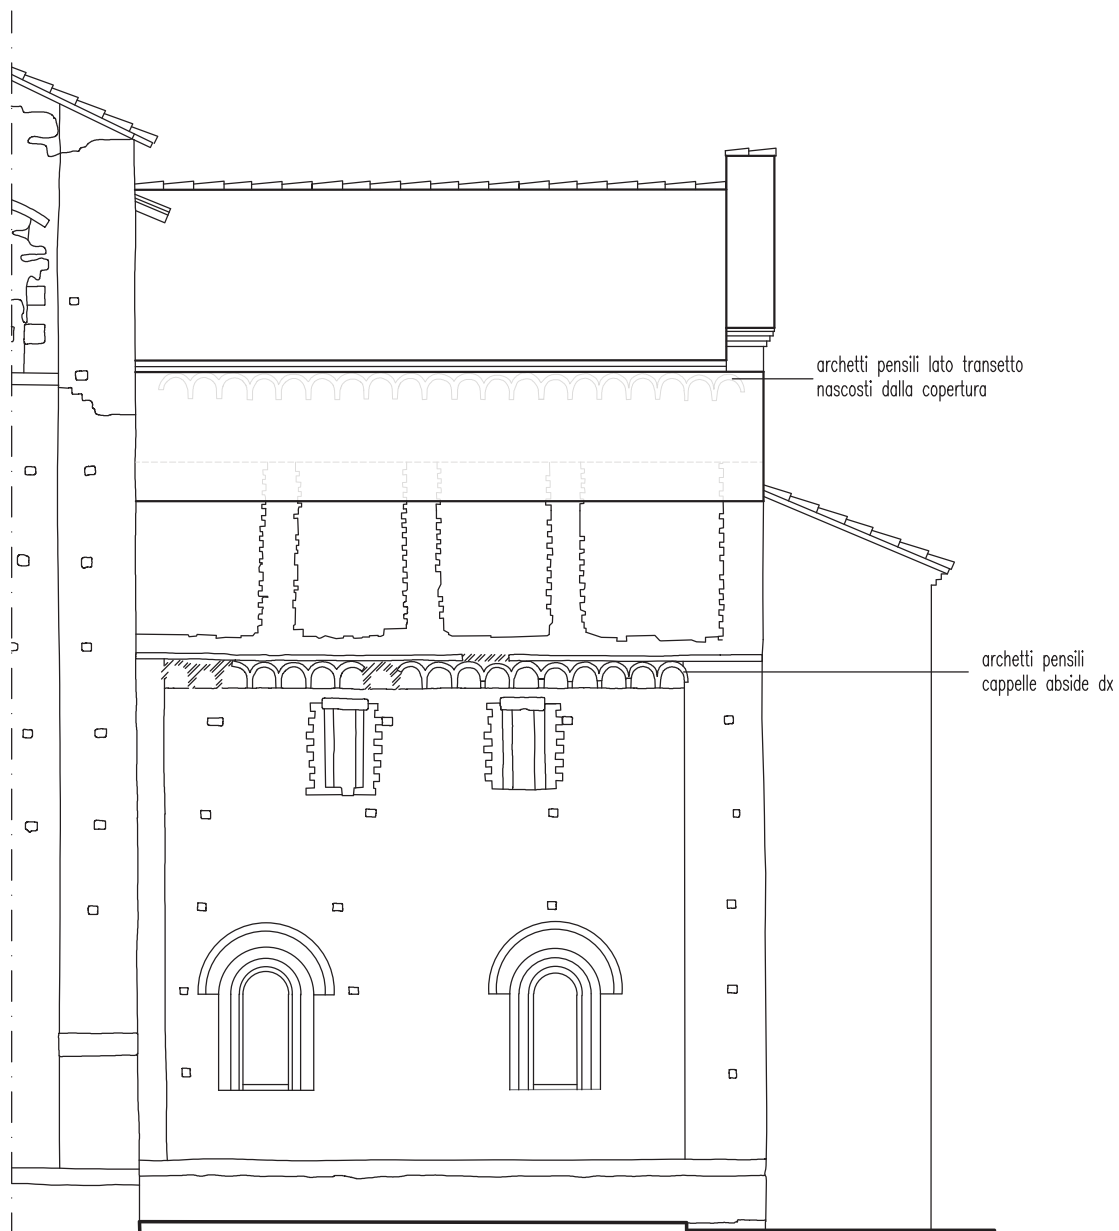 archetti pensili lato transetto
nascosti dalla copertura
archetti pensili
cappelle abside dx